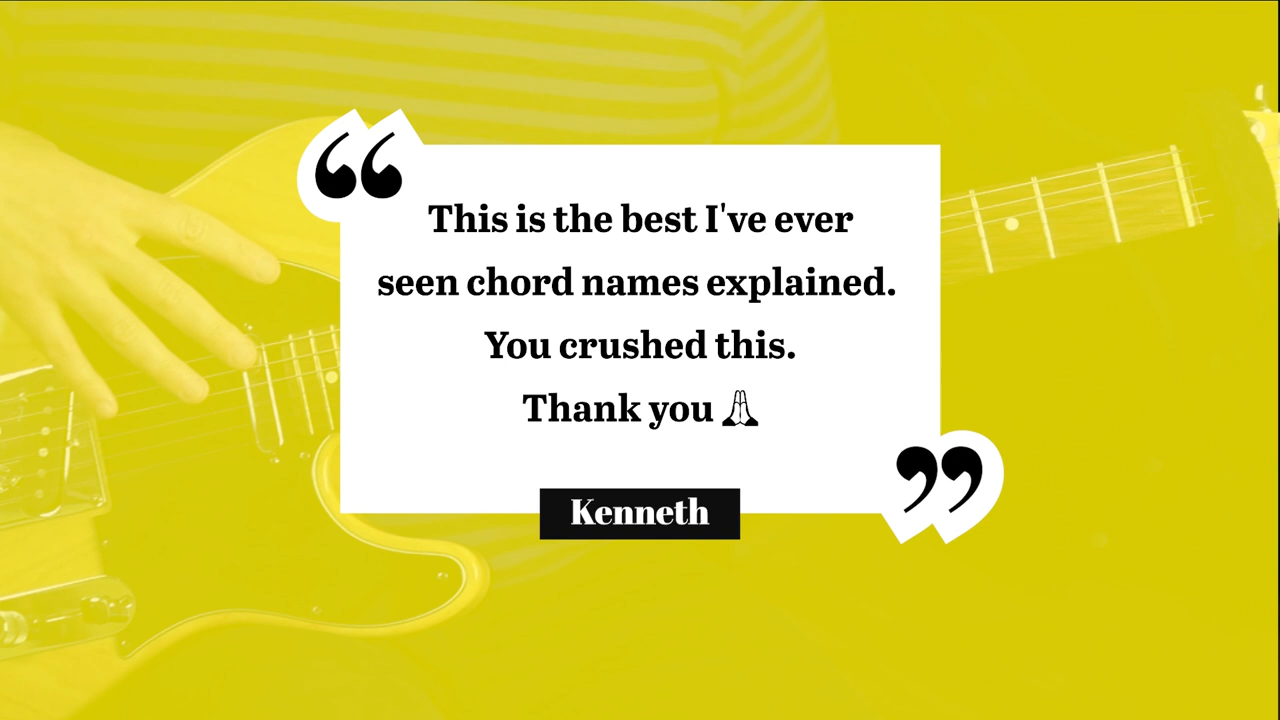 This is the best I've ever
seen chord names explained.
You crushed this.
Thank you 🙏
Kenneth